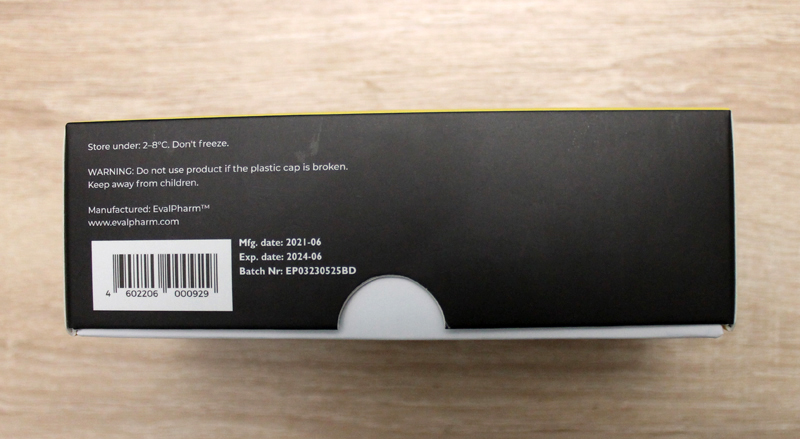 Store under: 2–8°C. Don't freeze.
WARNING: Do not use product if the plastic cap is broken.
Keep away from children.
Manufactured: EvalPharm™
www.evalpharm.com
Mfg. date: 2021-06
Exp. date: 2024-06
Batch Nr: EP03230525BD
4 602206 000929